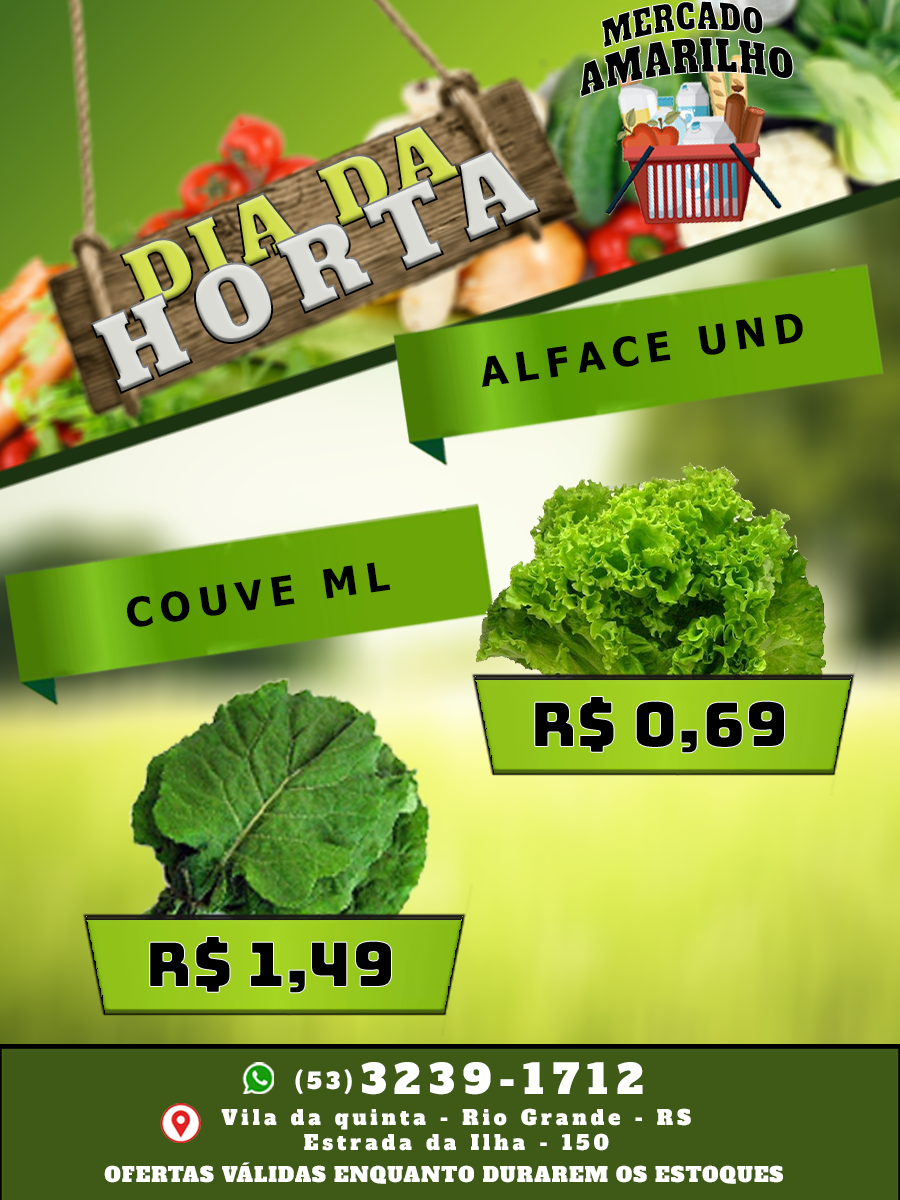 MERCADO
AMARILHO
DIA DA
HORTA
ALFACE UND
COUVE ML
R$ 0,69
R$ 1,49
(53) 3239-1712
Vila da quinta - Rio Grande - RS
Estrada da Ilha - 150
OFERTAS VÁLIDAS ENQUANTO DURAREM OS ESTOQUES